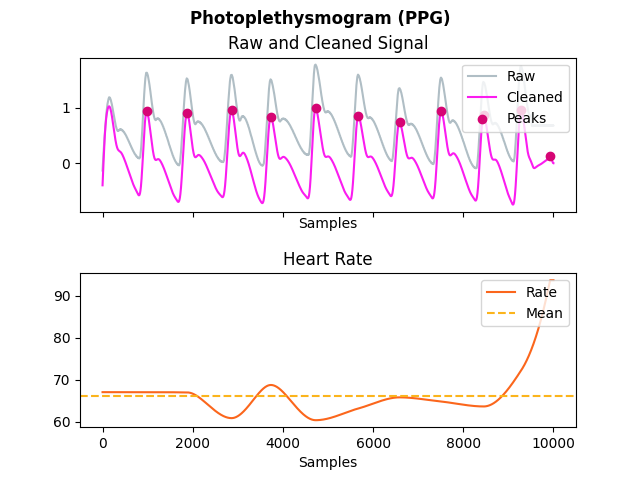 Photoplethysmogram (PPG)
Raw and Cleaned Signal
Raw
Cleaned
Peaks
1
0
Samples
Heart Rate
Rate
Mean
90
80
70
60
0 2000 4000 6000 8000 10000
Samples